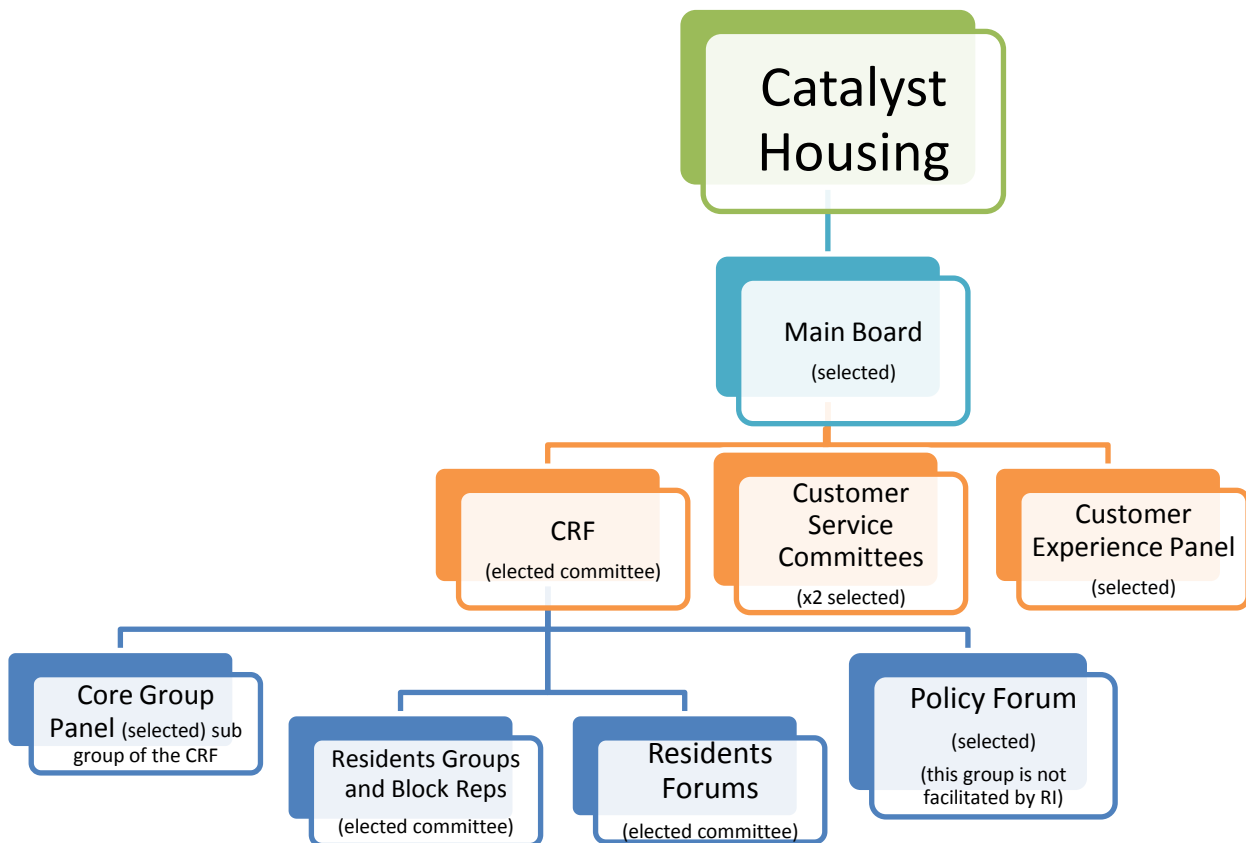 Catalyst
Housing
Main Board
(selected)
CRF
(elected committee)
Customer
Service
Committees
(x2 selected)
Customer
Experience Panel
(selected)
Core Group
Panel (selected) sub
group of the CRF
Residents Groups
and Block Reps
(elected committee)
Residents
Forums
(elected committee)
Policy Forum
(selected)
(this group is not
facilitated by RI)